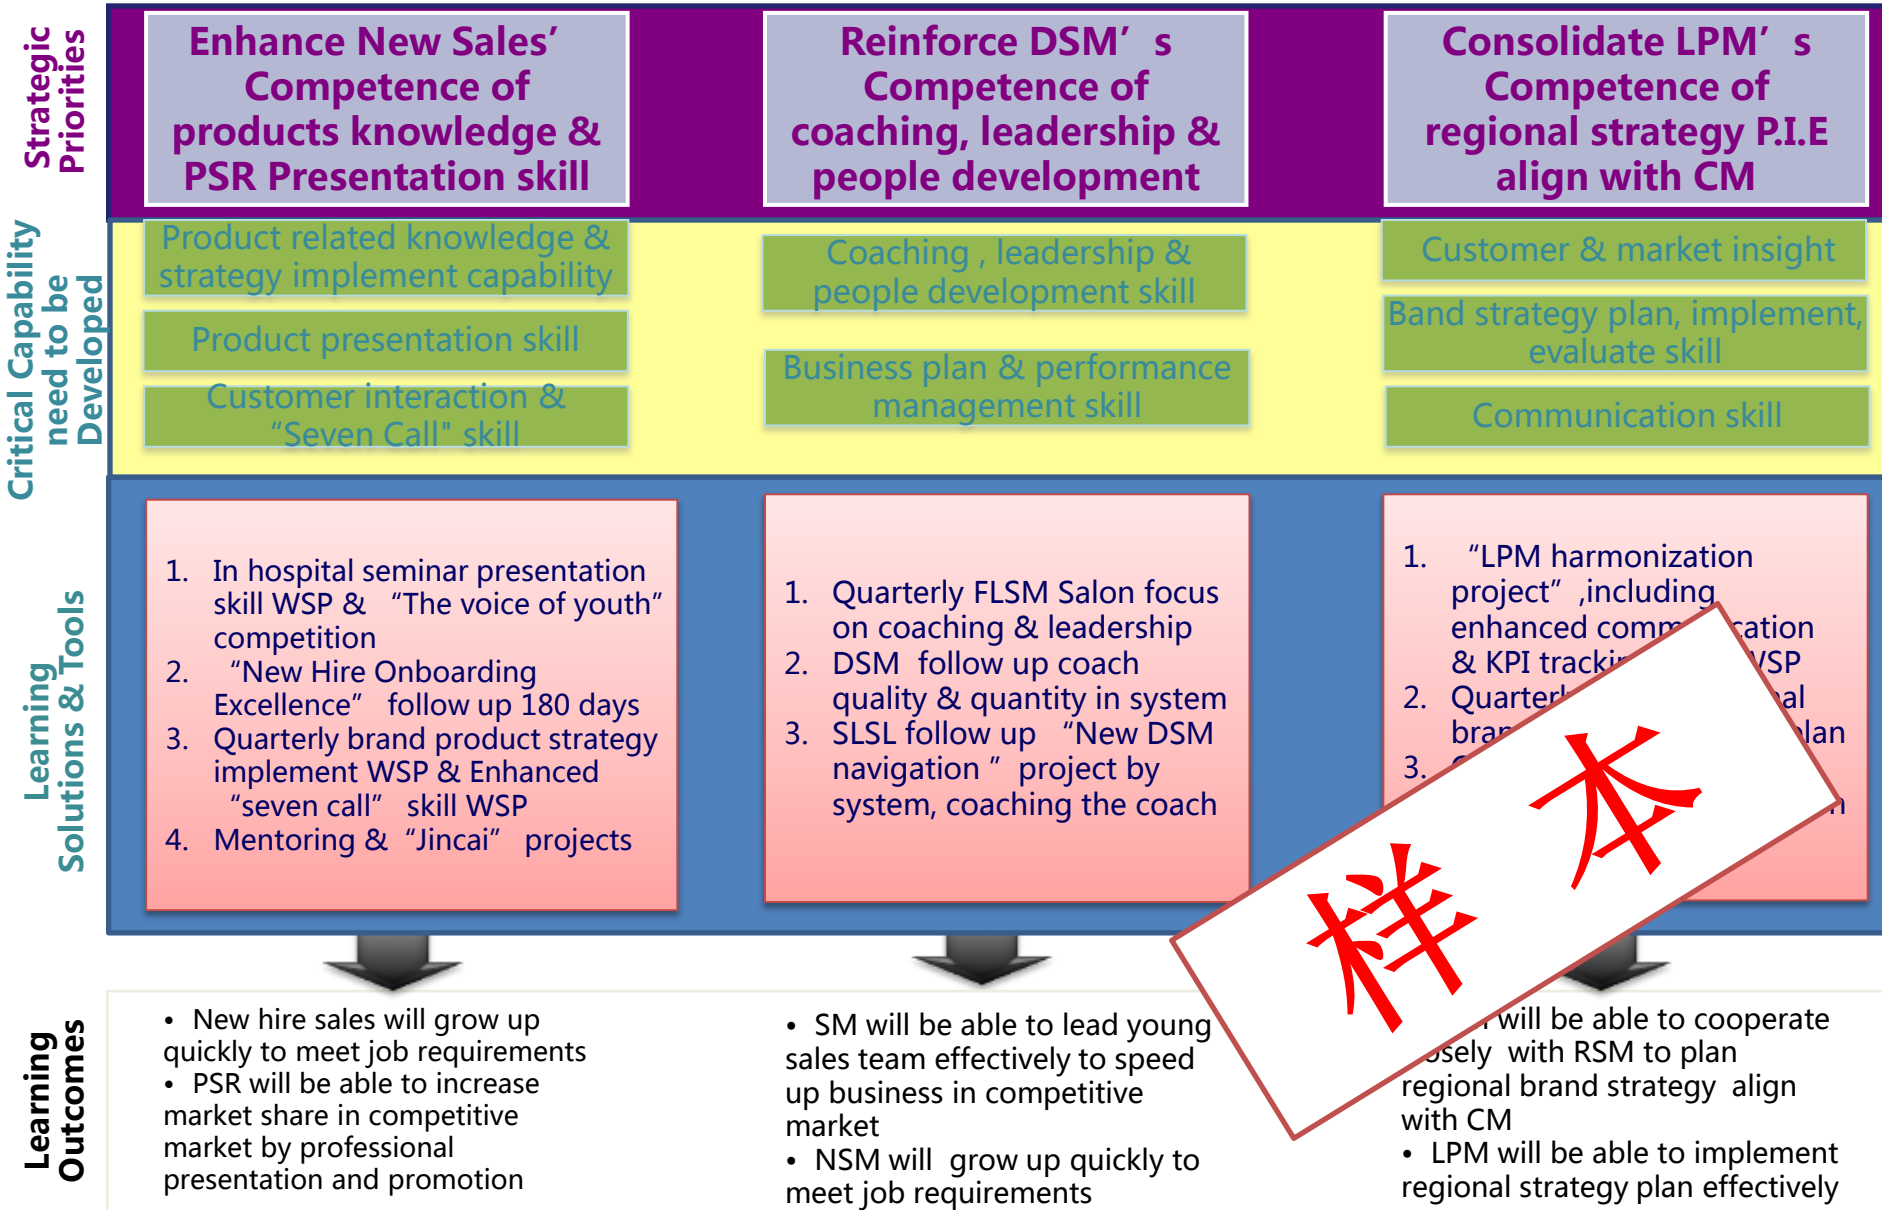 Strategic
Priorities
Enhance New Sales’
Competence of
products knowledge &
PSR Presentation skill
Reinforce DSM’s
Competence of
coaching, leadership &
people development
Consolidate LPM’s
Competence of
regional strategy P.I.E
align with CM
Critical Capability
need to be
Developed
Product related knowledge &
strategy implement capability
Product presentation skill
Customer interaction &
“Seven Call" skill
Coaching , leadership &
people development skill
Business plan & performance
management skill
Customer & market insight
Band strategy plan, implement,
evaluate skill
Communication skill
Learning
Solutions & Tools
1. In hospital seminar presentation
skill WSP & “The voice of youth”
competition
2. “New Hire Onboarding
Excellence” follow up 180 days
3. Quarterly brand product strategy
implement WSP & Enhanced
“seven call” skill WSP
4. Mentoring & “Jincai” projects
1. Quarterly FLSM Salon focus
on coaching & leadership
2. DSM follow up coach
quality & quantity in system
3. SLSL follow up “New DSM
navigation ” project by
system, coaching the coach
1. “LPM harmonization
project” ,including
enhanced
& KPI WSP
2.
plan
3.
样 本
Learning
Outcomes
• New hire sales will grow up
quickly to meet job requirements
• PSR will be able to increase
market share in competitive
market by professional
presentation and promotion
• SM will be able to lead young
sales team effectively to speed
up business in competitive
market
• NSM will grow up quickly to
meet job requirements
will be able to cooperate
with RSM to plan
regional brand strategy align
with CM
• LPM will be able to implement
regional strategy plan effectively